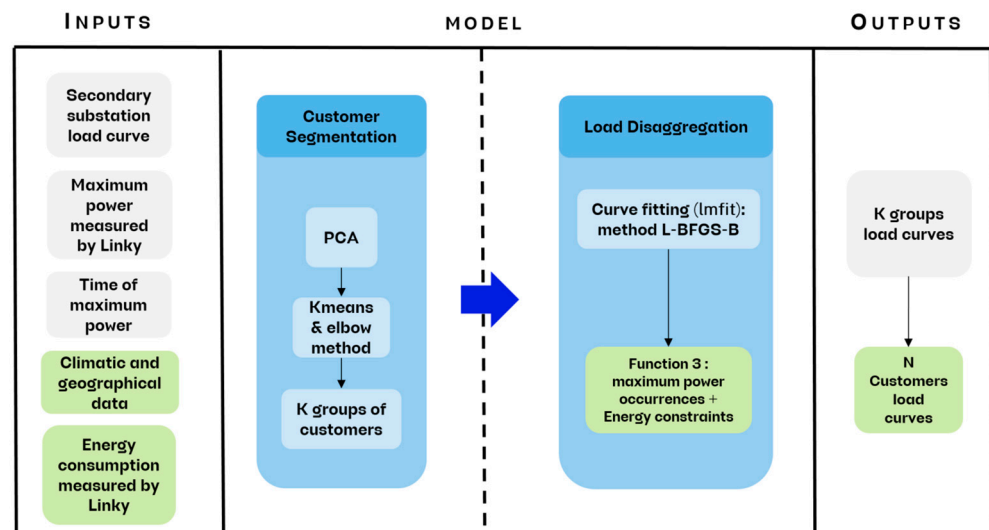 INPUTS
MODEL
OUTPUTS
Secondary
substation
load curve
Maximum
power
measured
by Linky
Time of
maximum
power
Climatic and
geographical
data
Energy
consumption
measured by
Linky
Customer
Segmentation
PCA
Kmeans
& elbow
method
K groups of
customers
Load Disaggregation
Curve fitting (lmfit):
method L-BFGS-B
Function 3 :
maximum power
occurrences +
Energy constraints
K groups
load curves
N
Customers
load
curves